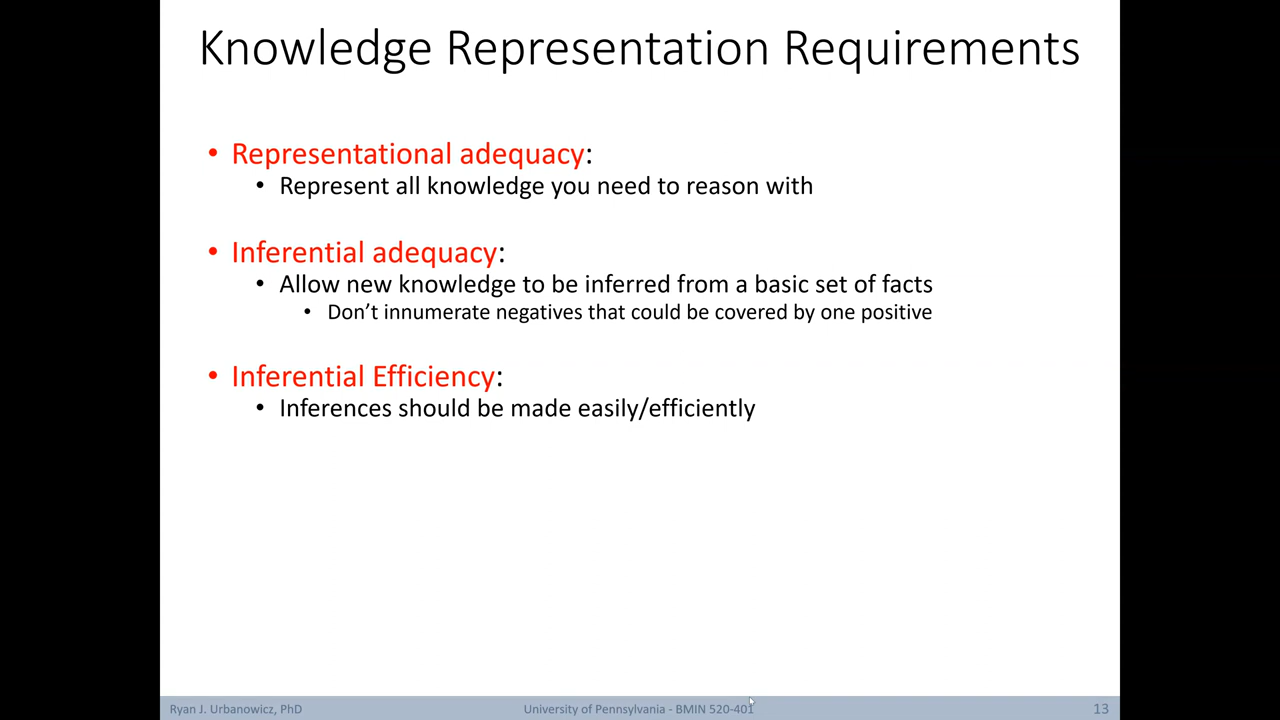 Knowledge Representation Requirements
• Representational adequacy:
• Represent all knowledge you need to reason with
• Inferential adequacy:
• Allow new knowledge to be inferred from a basic set of facts
• Don’t innumerate negatives that could be covered by one positive
• Inferential Efficiency:
• Inferences should be made easily/efficiently
Ryan J. Urbanowicz, PhD
University of Pennsylvania - BMIN 520-401
13